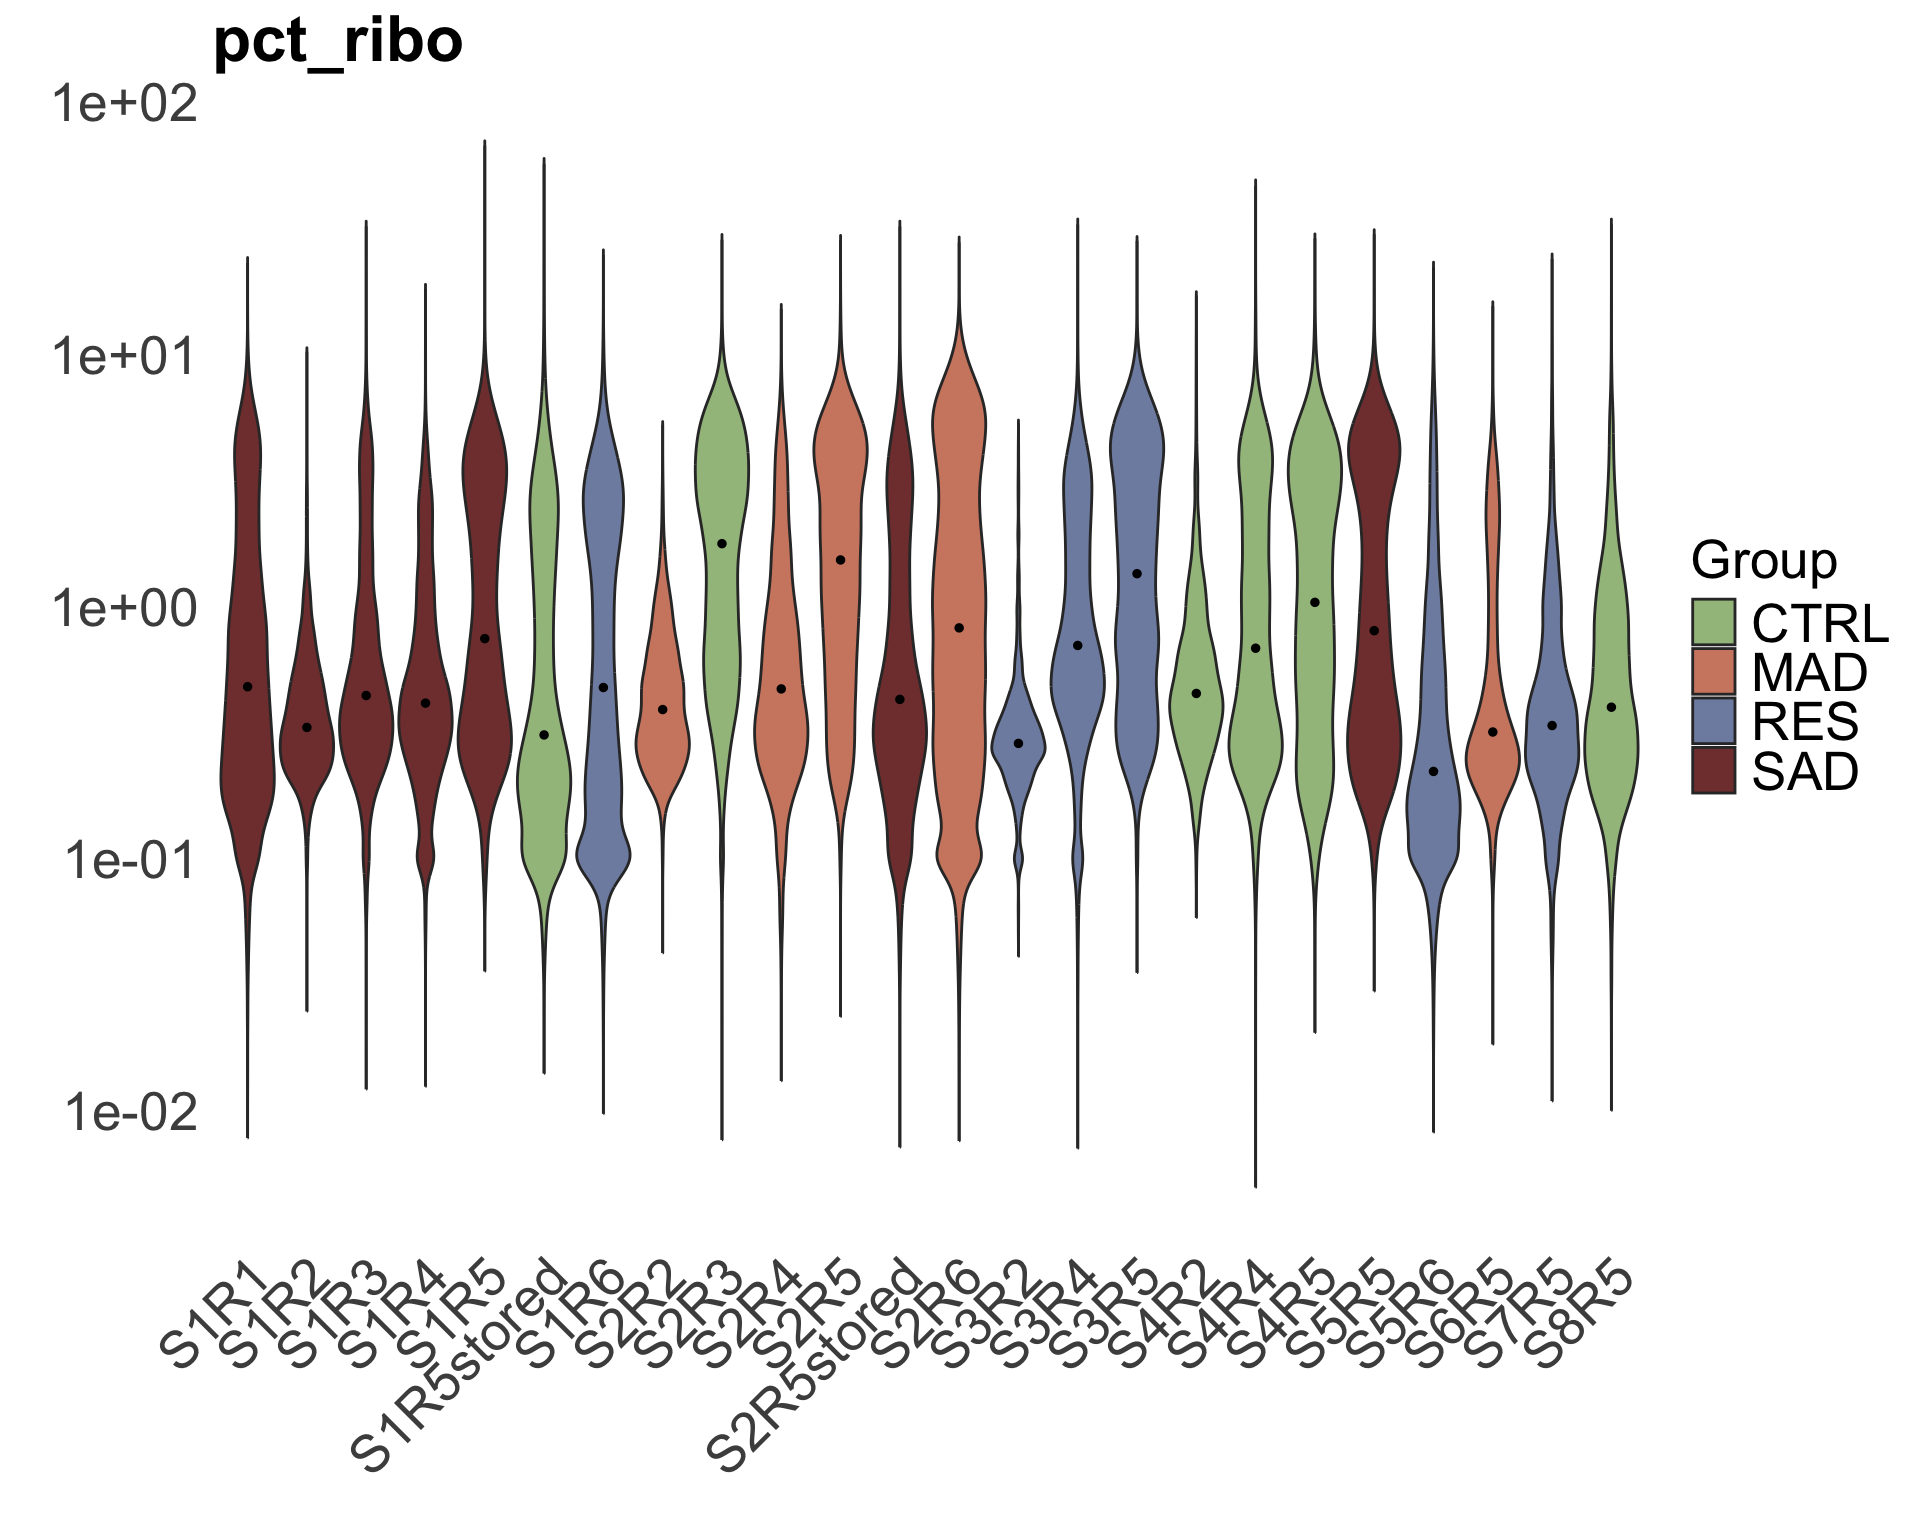 pct_ribo
1e+02
1e+01
1e+00
1e-01
1e-02
S1R1
S1R2
S1R3
S1R4
S1R5
S1R5stored
S1R6
S2R2
S2R3
S2R4
S2R5
S2R5stored
S2R6
S3R2
S3R4
S3R5
S4R2
S4R4
S4R5
S5R5
S5R6
S6R5
S7R5
S8R5
Group
CTRL
MAD
RES
SAD